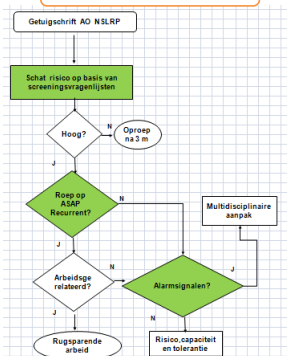 Getuigschrift AO NSLRP
Schat risico op basis van
screeningsvragenlijsten
Hoog?
N
Oproep
na 3 m
J
Roep op
ASAP
Recurrent?
N
Multidisciplinaire
aanpak
J
Arbeidsge
relateerd?
N
Alarmsignalen?
J
J
N
Rugsparende
arbeid
Risico,capaciteit
en tolerantie